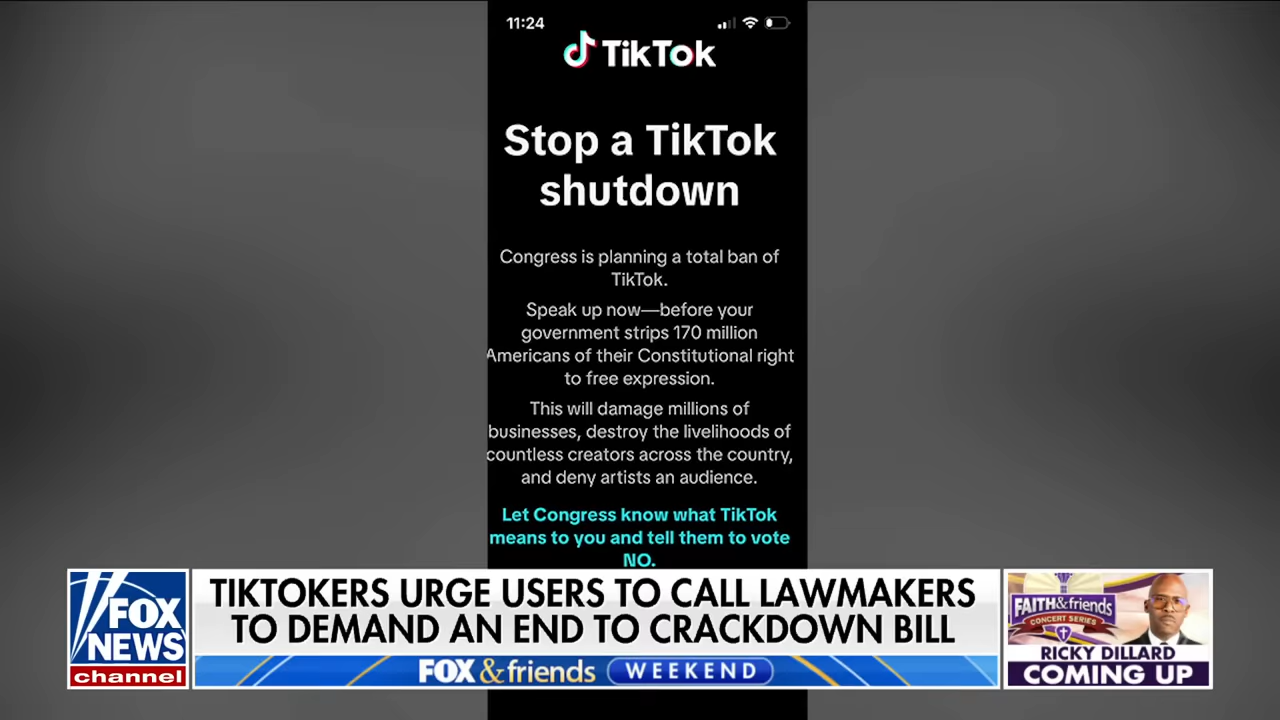 11:24
TikTok
Stop a TikTok
shutdown
Congress is planning a total ban of
TikTok.
Speak up now—before your
government strips 170 million
Americans of their Constitutional right
to free expression.
This will damage millions of
businesses, destroy the livelihoods of
countless creators across the country,
and deny artists an audience.
Let Congress know what TikTok
means to you and tell them to vote
NO.
FOX
NEWS
channel
TIKTOKERS URGE USERS TO CALL LAWMAKERS
TO DEMAND AN END TO CRACKDOWN BILL
FOX & friends WEEKEND
FAITH & friends
CONCERT SERIES
RICKY DILLARD
COMING UP